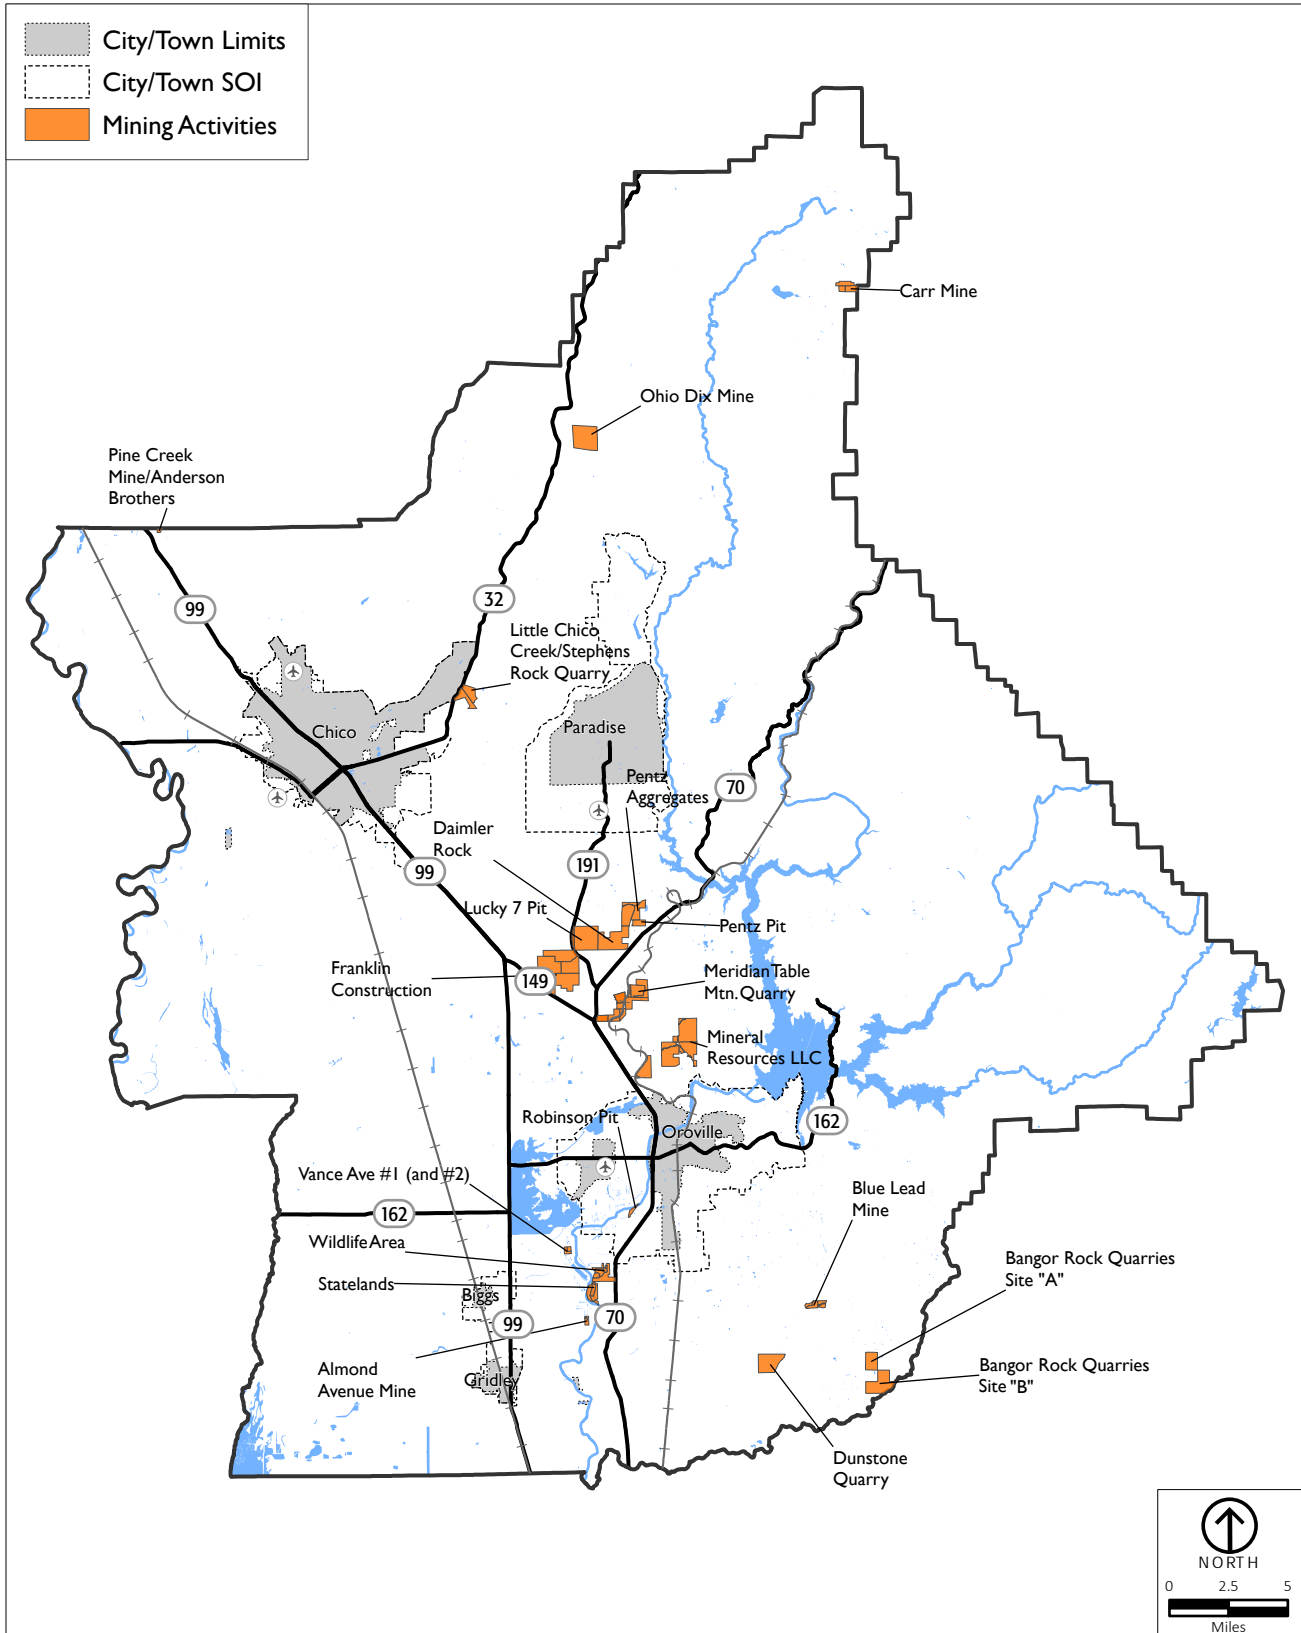 City/Town Limits
City/Town SOI
Mining Activities
Carr Mine
Ohio Dix Mine
Pine Creek
Mine/Anderson
Brothers
99
32
Little Chico
Creek/Stephens
Rock Quarry
Chico
Paradise
Pentz
Aggregates
70
Daimler
Rock
99
191
Lucky 7 Pit
Pentz Pit
Franklin
Construction
149
Meridian Table
Mtn. Quarry
Mineral
Resources LLC
Robinson Pit
Oroville
162
Vance Ave #1 (and #2)
162
Blue Lead
Mine
Wildlife Area
Statelands
Biggs
99
70
Bangor Rock Quarries
Site "A"
Almond
Avenue Mine
Gridley
Bangor Rock Quarries
Site "B"
Dunstone
Quarry
NORTH
0 2.5 5
Miles